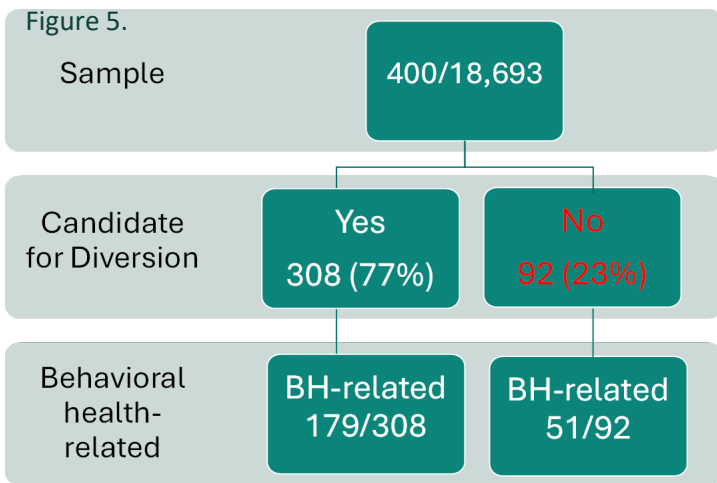 Figure 5.
Sample
400/18,693
Candidate
for Diversion
Yes
308 (77%)
No
92 (23%)
Behavioral
health-
related
BH-related
179/308
BH-related
51/92